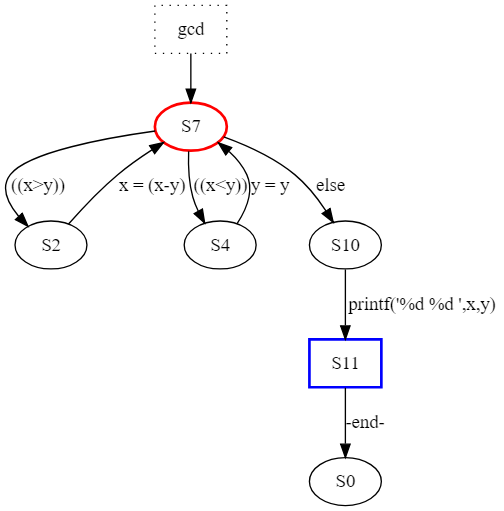 gcd
S7
((x>y))
x = (x-y)
((x<y))
y = y
else
S2
S4
S10
printf('%d %d ',x,y)
S11
-end-
S0